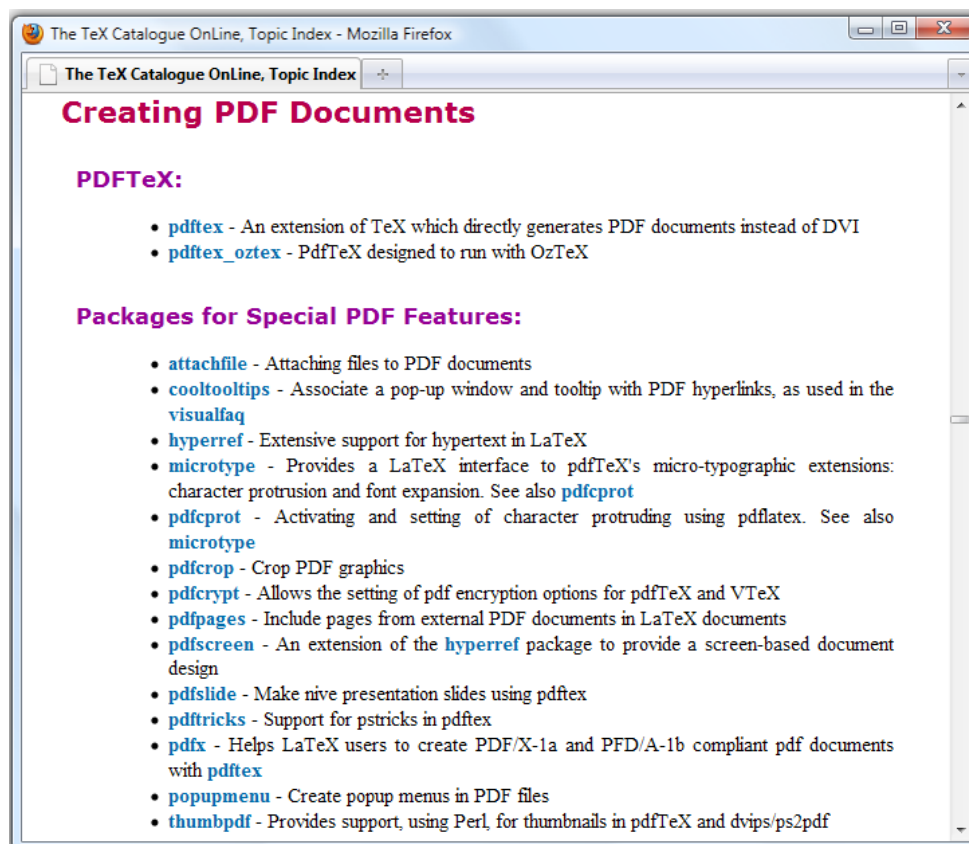 The TeX Catalogue OnLine, Topic Index - Mozilla Firefox
The TeX Catalogue OnLine, Topic Index
Creating PDF Documents
PDFTeX:
• pdftex - An extension of TeX which directly generates PDF documents instead of DVI
• pdftex_oztex - PdfTeX designed to run with OzTeX
Packages for Special PDF Features:
• attachfile - Attaching files to PDF documents
• cooltooltips - Associate a pop-up window and tooltip with PDF hyperlinks, as used in the
visualfaq
• hyperref - Extensive support for hypertext in LaTeX
• microtype - Provides a LaTeX interface to pdfTeX's micro-typographic extensions:
character protrusion and font expansion. See also pdfcprot
• pdfcprot - Activating and setting of character protruding using pdflatex. See also
microtype
• pdfcrop - Crop PDF graphics
• pdfcrypt - Allows the setting of pdf encryption options for pdfTeX and VTeX
• pdfpages - Include pages from external PDF documents in LaTeX documents
• pdfscreen - An extension of the hyperref package to provide a screen-based document
design
• pdfslide - Make nive presentation slides using pdftex
• pdftricks - Support for pstricks in pdftex
• pdfx - Helps LaTeX users to create PDF/X-1a and PFD/A-1b compliant pdf documents
with pdftex
• popupmenu - Create popup menus in PDF files
• thumbpdf - Provides support, using Perl, for thumbnails in pdfTeX and dvips/ps2pdf